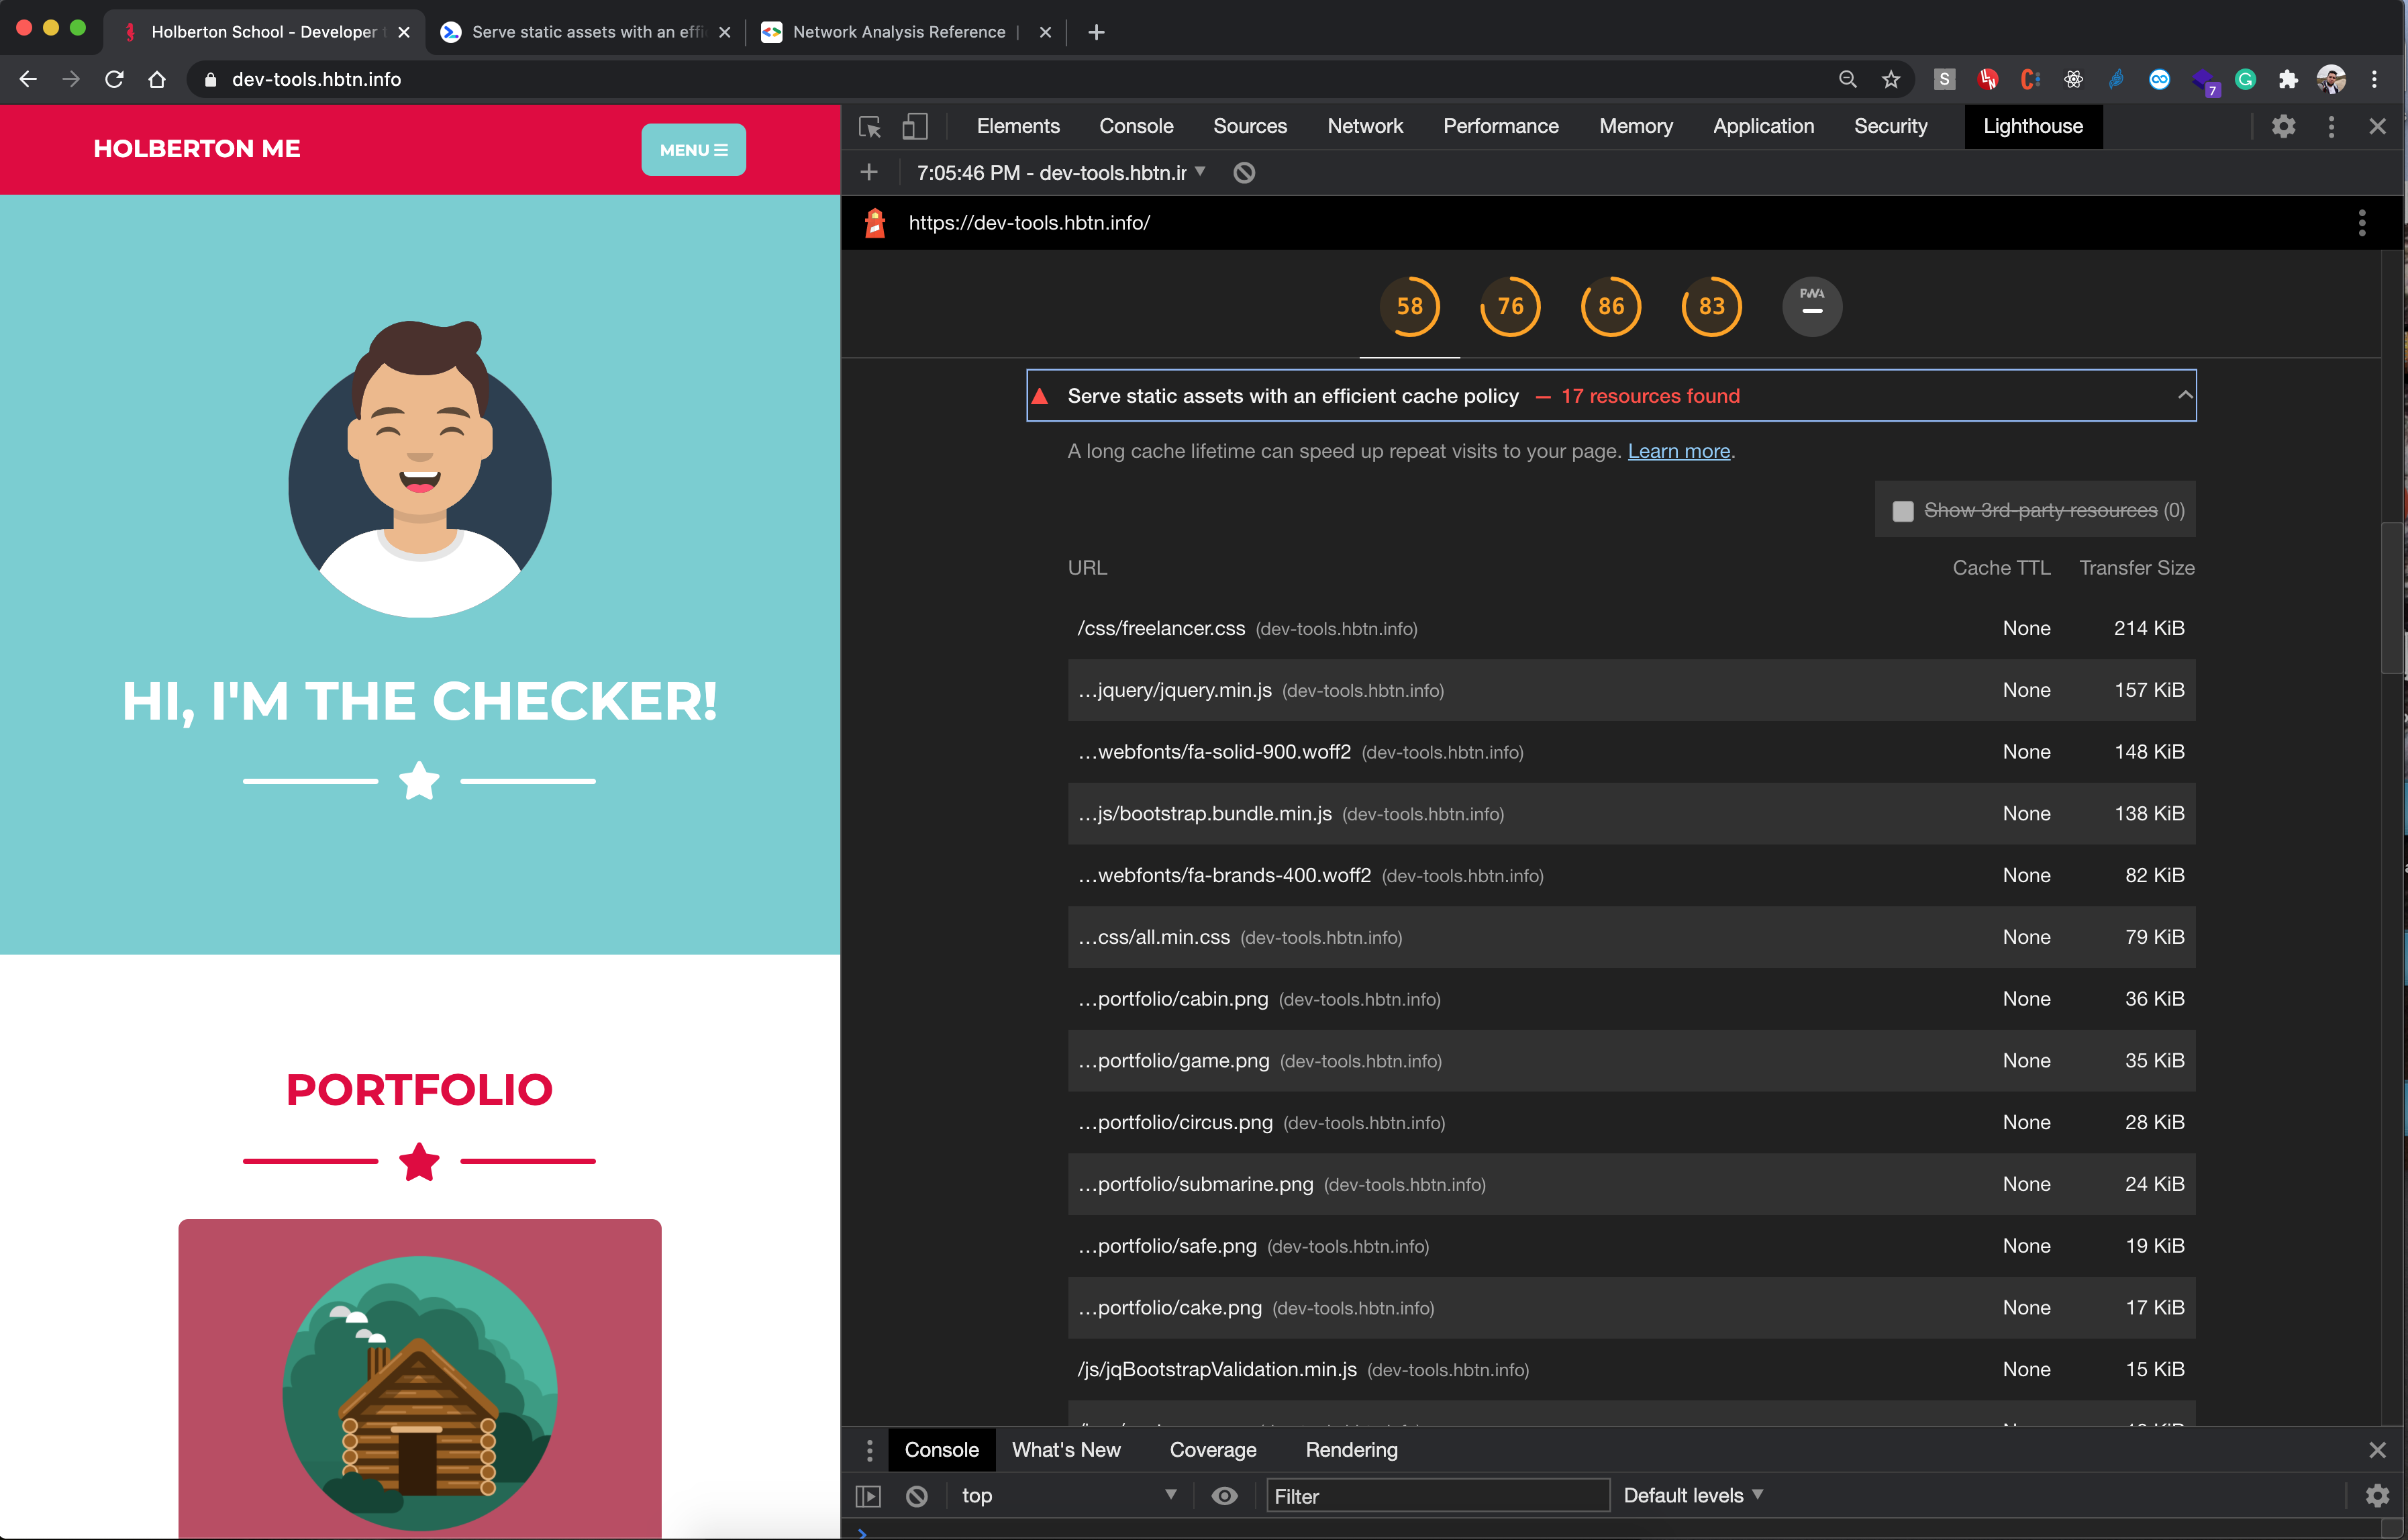 Holberton School - Developer
Serve static assets with an effi
Network Analysis Reference |
dev-tools.hbtn.info
S
7
HOLBERTON ME
MENU
HI, I'M THE CHECKER!
PORTFOLIO
Elements Console Sources Network Performance Memory Application Security Lighthouse
7:05:46 PM - dev-tools.hbtn.ir
https://dev-tools.hbtn.info/
58 76 86 83 PWA
Serve static assets with an efficient cache policy — 17 resources found
A long cache lifetime can speed up repeat visits to your page. Learn more.
Show 3rd-party resources (0)
URL Cache TTL Transfer Size
/css/freelancer.css (dev-tools.hbtn.info) None 214 KiB
…jquery/jquery.min.js (dev-tools.hbtn.info) None 157 KiB
…webfonts/fa-solid-900.woff2 (dev-tools.hbtn.info) None 148 KiB
…js/bootstrap.bundle.min.js (dev-tools.hbtn.info) None 138 KiB
…webfonts/fa-brands-400.woff2 (dev-tools.hbtn.info) None 82 KiB
…css/all.min.css (dev-tools.hbtn.info) None 79 KiB
…portfolio/cabin.png (dev-tools.hbtn.info) None 36 KiB
…portfolio/game.png (dev-tools.hbtn.info) None 35 KiB
…portfolio/circus.png (dev-tools.hbtn.info) None 28 KiB
…portfolio/submarine.png (dev-tools.hbtn.info) None 24 KiB
…portfolio/safe.png (dev-tools.hbtn.info) None 19 KiB
…portfolio/cake.png (dev-tools.hbtn.info) None 17 KiB
/js/jqBootstrapValidation.min.js (dev-tools.hbtn.info) None 15 KiB
Console What's New Coverage Rendering
top Filter Default levels